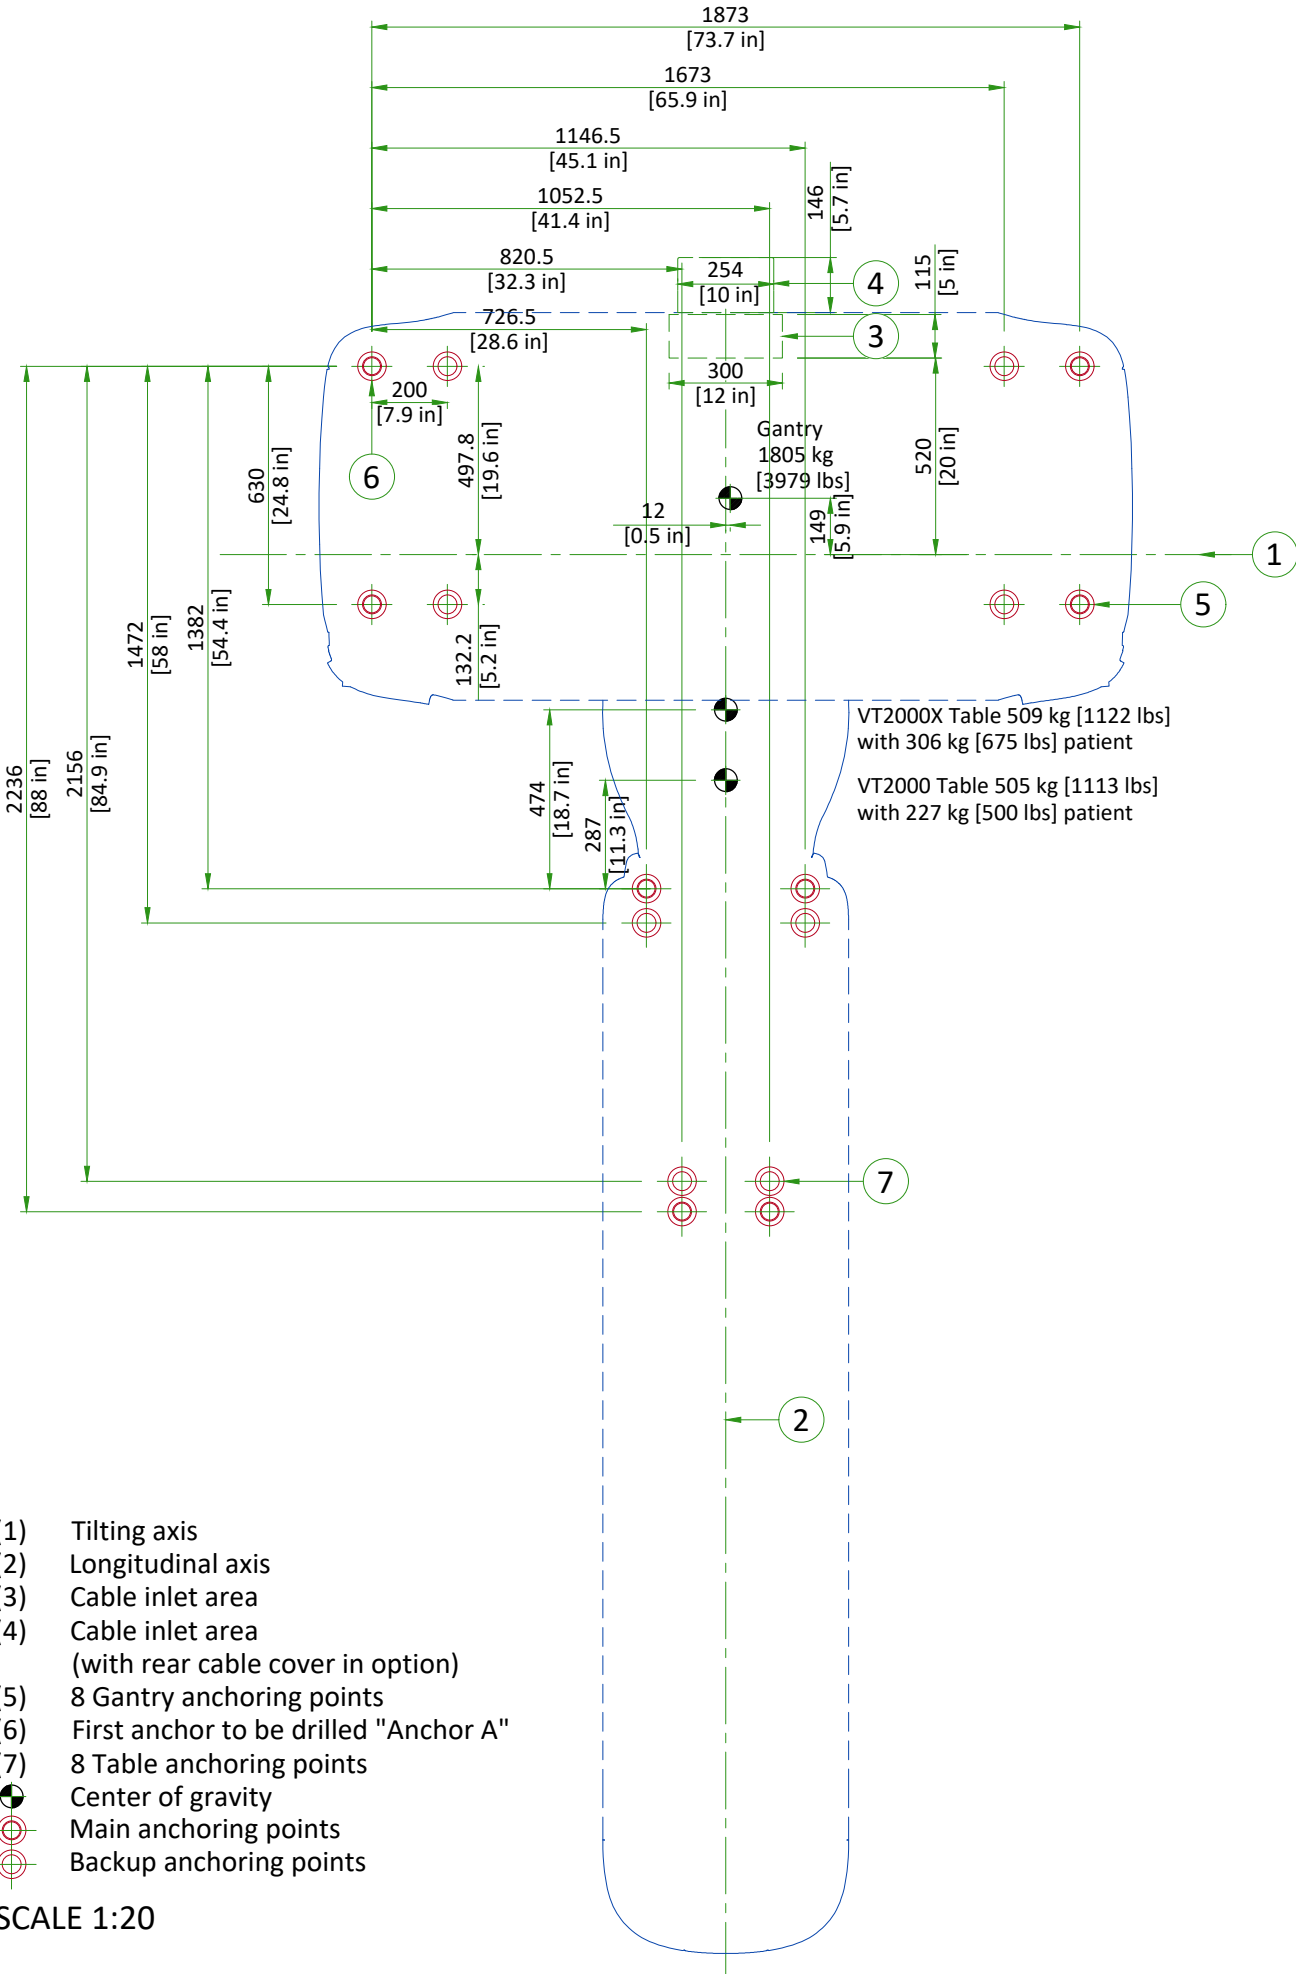 1873
[73.7 in]
1673
[65.9 in]
1146.5
[45.1 in]
1052.5
[41.4 in]
820.5
[32.3 in]
726.5
[28.6 in]
146
[5.7 in]
254
[10 in]
4
115
[5 in]
3
300
[12 in]
200
[7.9 in]
6
497.8
[19.6 in]
630
[24.8 in]
Gantry
1805 kg
[3979 lbs]
520
[20 in]
12
[0.5 in]
149
[5.9 in]
1
5
1382
[54.4 in]
1472
[58 in]
132.2
[5.2 in]
2156
[84.9 in]
2236
[88 in]
VT2000X Table 509 kg [1122 lbs]
with 306 kg [675 lbs] patient
VT2000 Table 505 kg [1113 lbs]
with 227 kg [500 lbs] patient
474
[18.7 in]
287
[11.3 in]
7
2
1) Tilting axis
2) Longitudinal axis
3) Cable inlet area
4) Cable inlet area
(with rear cable cover in option)
5) 8 Gantry anchoring points
6) First anchor to be drilled "Anchor A"
7) 8 Table anchoring points
Center of gravity
Main anchoring points
Backup anchoring points
SCALE 1:20